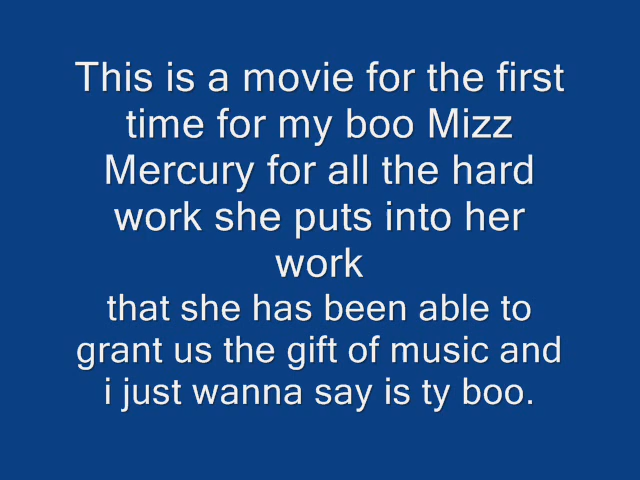 This is a movie for the first
time for my boo Mizz
Mercury for all the hard
work she puts into her
work
that she has been able to
grant us the gift of music and
i just wanna say is ty boo.